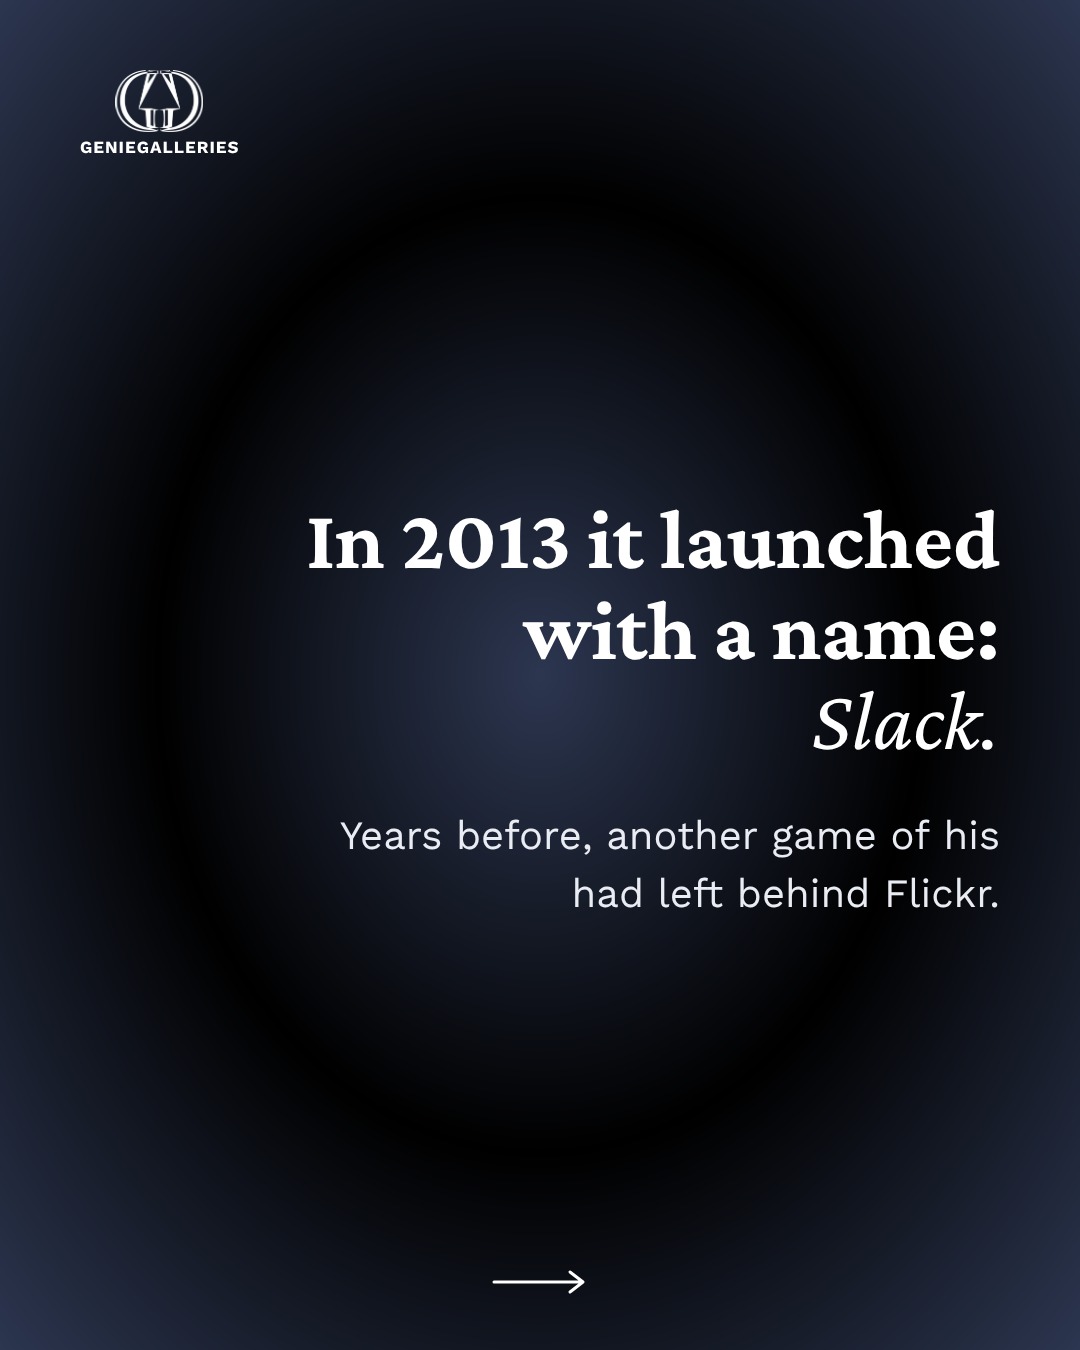 GENIEGALLERIES
In 2013 it launched
with a name:
Slack.
Years before, another game of his
had left behind Flickr.